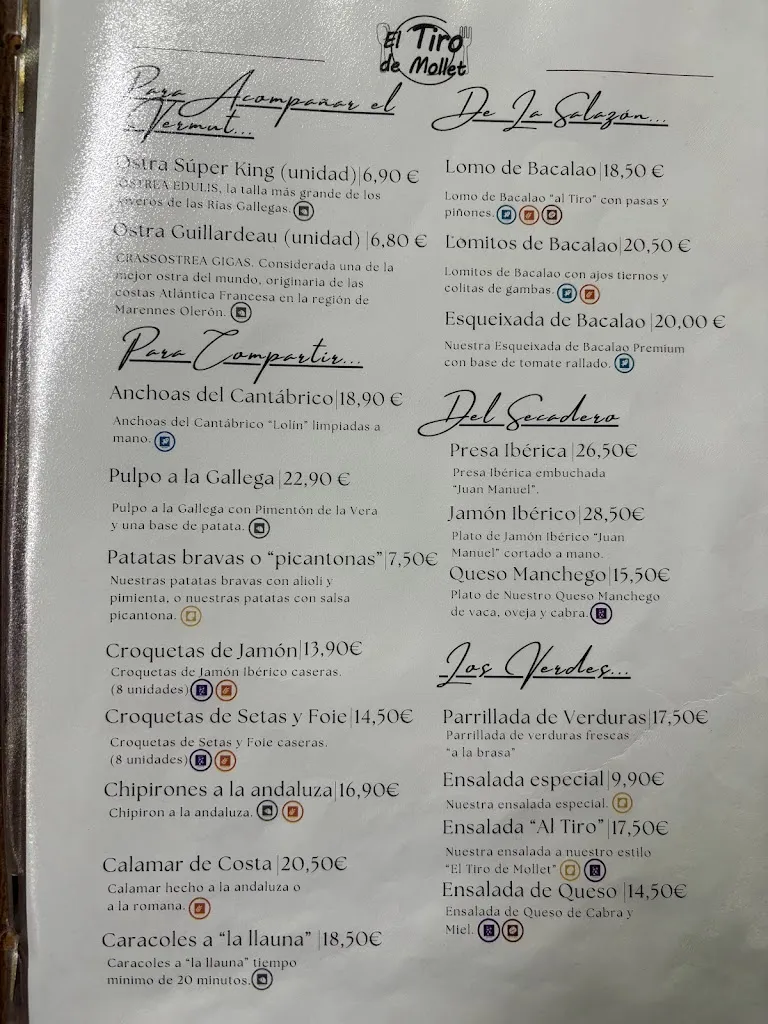 El Tiro
de Mollet
Para Acompañar el
Vermut...
Ostra Súper King (unidad)|6,90 €
OSTREA EDULIS, la talla más grande de los
viveros de las Rías Gallegas.
Ostra Guillardeau (unidad) |6,80 €
CRASSOSTREA GIGAS. Considerada una de la
mejor ostra del mundo, originaria de las
costas Atlántica Francesa en la región de
Marennes Olerón.
Para Compartir...
Anchoas del Cantábrico|18,90 €
Anchoas del Cantábrico "Lolín" limpiadas a
mano.
Pulpo a la Gallega |22,90 €
Pulpo a la Gallega con Pimentón de la Vera
y una base de patata.
Patatas bravas o "picantonas"|7,50€
Nuestras patatas bravas con alioli y
pimienta, o nuestras patatas con salsa
picantona.
Croquetas de Jamón|13,90€
Croquetas de Jamón Ibérico caseras.
(8 unidades)
Croquetas de Setas y Foie|14,50€
Croquetas de Setas y Foie caseras.
(8 unidades)
Chipirones a la andaluza|16,90€
Chipiron a la andaluza.
Calamar de Costa |20,50€
Calamar hecho a la andaluza o
a la romana.
Caracoles a "la llauna" |18,50€
Caracoles a "la llauna" tiempo
mínimo de 20 minutos.
De La Salazón...
Lomo de Bacalao|18,50 €
Lomo de Bacalao "al Tiro" con pasas y
piñones.
Lomitos de Bacalao|20,50 €
Lomitos de Bacalao con ajos tiernos y
colitas de gambas.
Esqueixada de Bacalao |20,00 €
Nuestra Esqueixada de Bacalao Premium
con base de tomate rallado.
Del Secadero
Presa Ibérica |26,50€
Presa Ibérica embuchada
"Juan Manuel".
Jamón Ibérico|28,50€
Plato de Jamón Ibérico "Juan
Manuel" cortado a mano.
Queso Manchego|15,50€
Plato de Nuestro Queso Manchego
de vaca, oveja y cabra.
Los Verdes...
Parrillada de Verduras|17,50€
Parrillada de verduras frescas
"a la brasa"
Ensalada especial|9,90€
Nuestra ensalada especial.
Ensalada "Al Tiro"|17,50€
Nuestra ensalada a nuestro estilo
"El Tiro de Mollet"
Ensalada de Queso |14,50€
Ensalada de Queso de Cabra y
Miel.